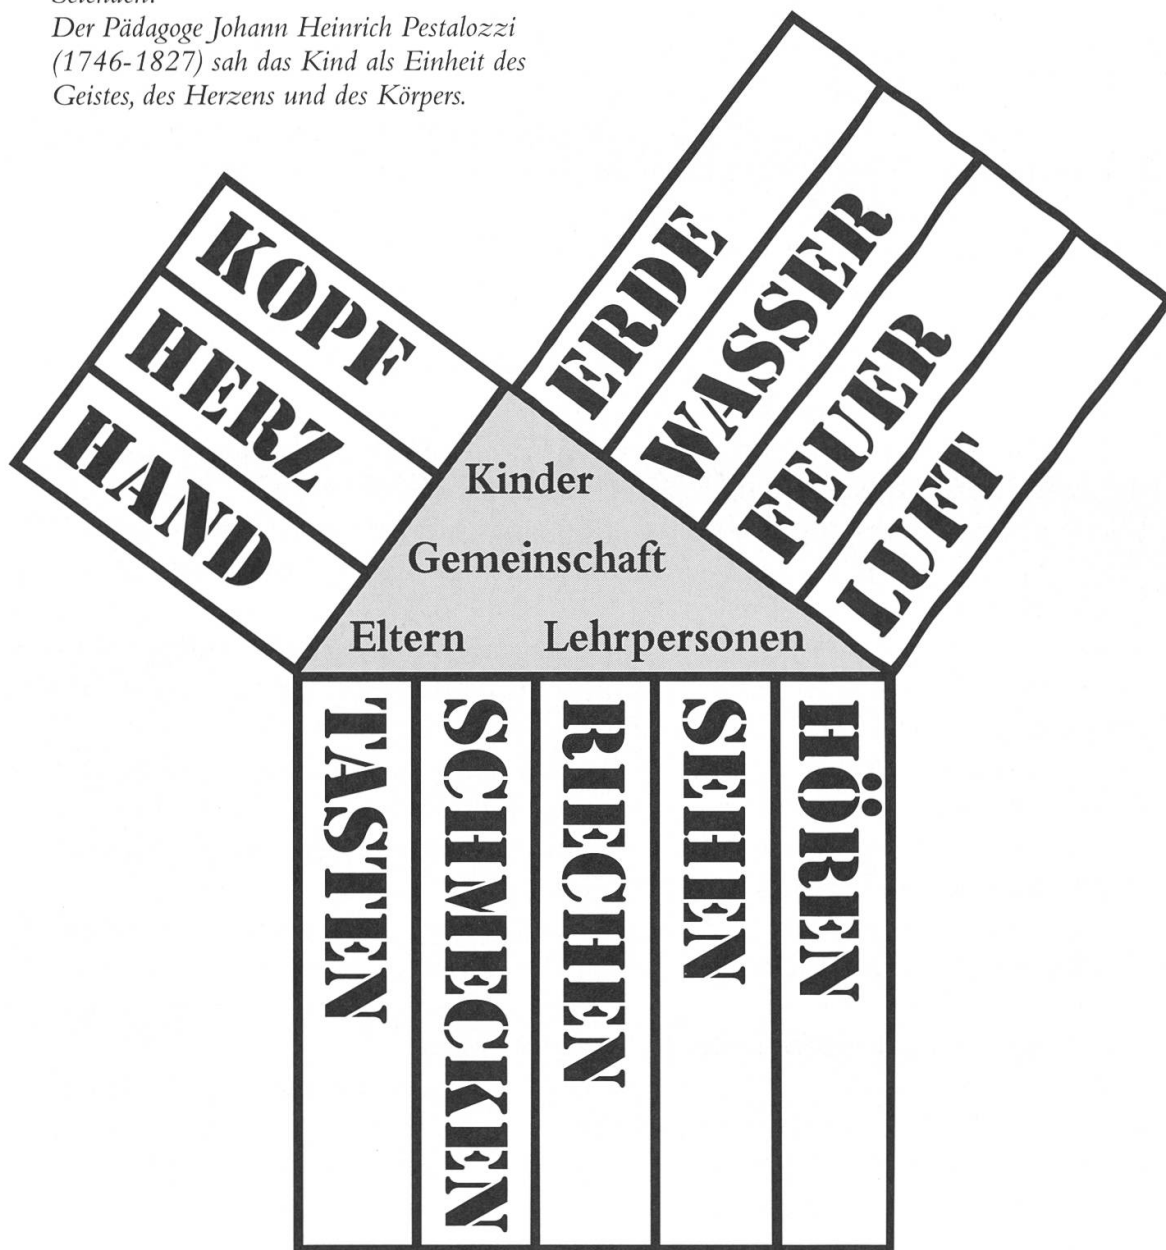 Der Pädagoge Johann Heinrich Pestalozzi
(1746-1827) sah das Kind als Einheit des
Geistes, des Herzens und des Körpers.
KOPF
HERZ
HAND
ERDE
WASSER
FEUER
LUFT
Kinder
Gemeinschaft
Eltern Lehrpersonen
TASTEN
SCHMECKEN
RIECHEN
SEHEN
HÖREN